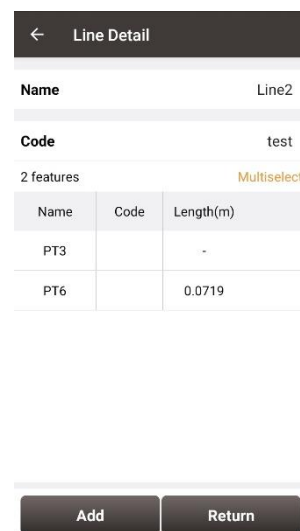 Line Detail
Name Line2
Code test
2 features Multiselect
Name Code Length(m)
PT3 -
PT6 0.0719
Add Return